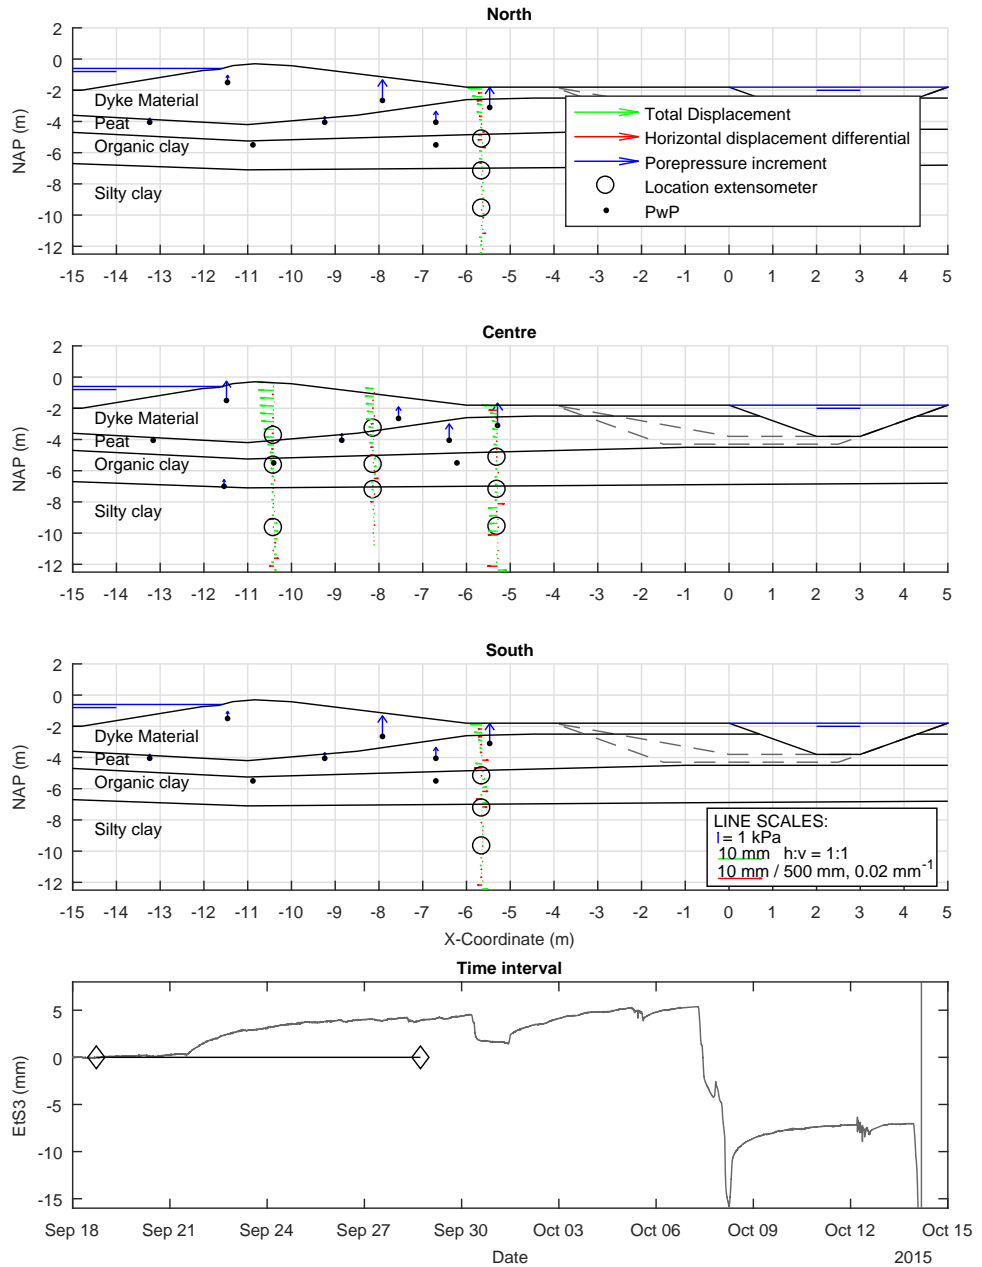 North
2
0
-2
-4
-6
-8
-10
-12
NAP (m)
Dyke Material
Peat
Organic clay
Silty clay
Total Displacement
Horizontal displacement differential
Porepressure increment
Location extensometer
PwP
-15 -14 -13 -12 -11 -10 -9 -8 -7 -6 -5 -4 -3 -2 -1 0 1 2 3 4 5
Centre
2
0
-2
-4
-6
-8
-10
-12
NAP (m)
Dyke Material
Peat
Organic clay
Silty clay
-15 -14 -13 -12 -11 -10 -9 -8 -7 -6 -5 -4 -3 -2 -1 0 1 2 3 4 5
South
2
0
-2
-4
-6
-8
-10
-12
NAP (m)
Dyke Material
Peat
Organic clay
Silty clay
LINE SCALES:
= 1 kPa
10 mm h:v = 1:1
10 mm / 500 mm, 0.02 mm⁻¹
-15 -14 -13 -12 -11 -10 -9 -8 -7 -6 -5 -4 -3 -2 -1 0 1 2 3 4 5
X-Coordinate (m)
Time interval
5
0
-5
-10
-15
EtS3 (mm)
Sep 18 Sep 21 Sep 24 Sep 27 Sep 30 Oct 03 Oct 06 Oct 09 Oct 12 Oct 15
Date
2015